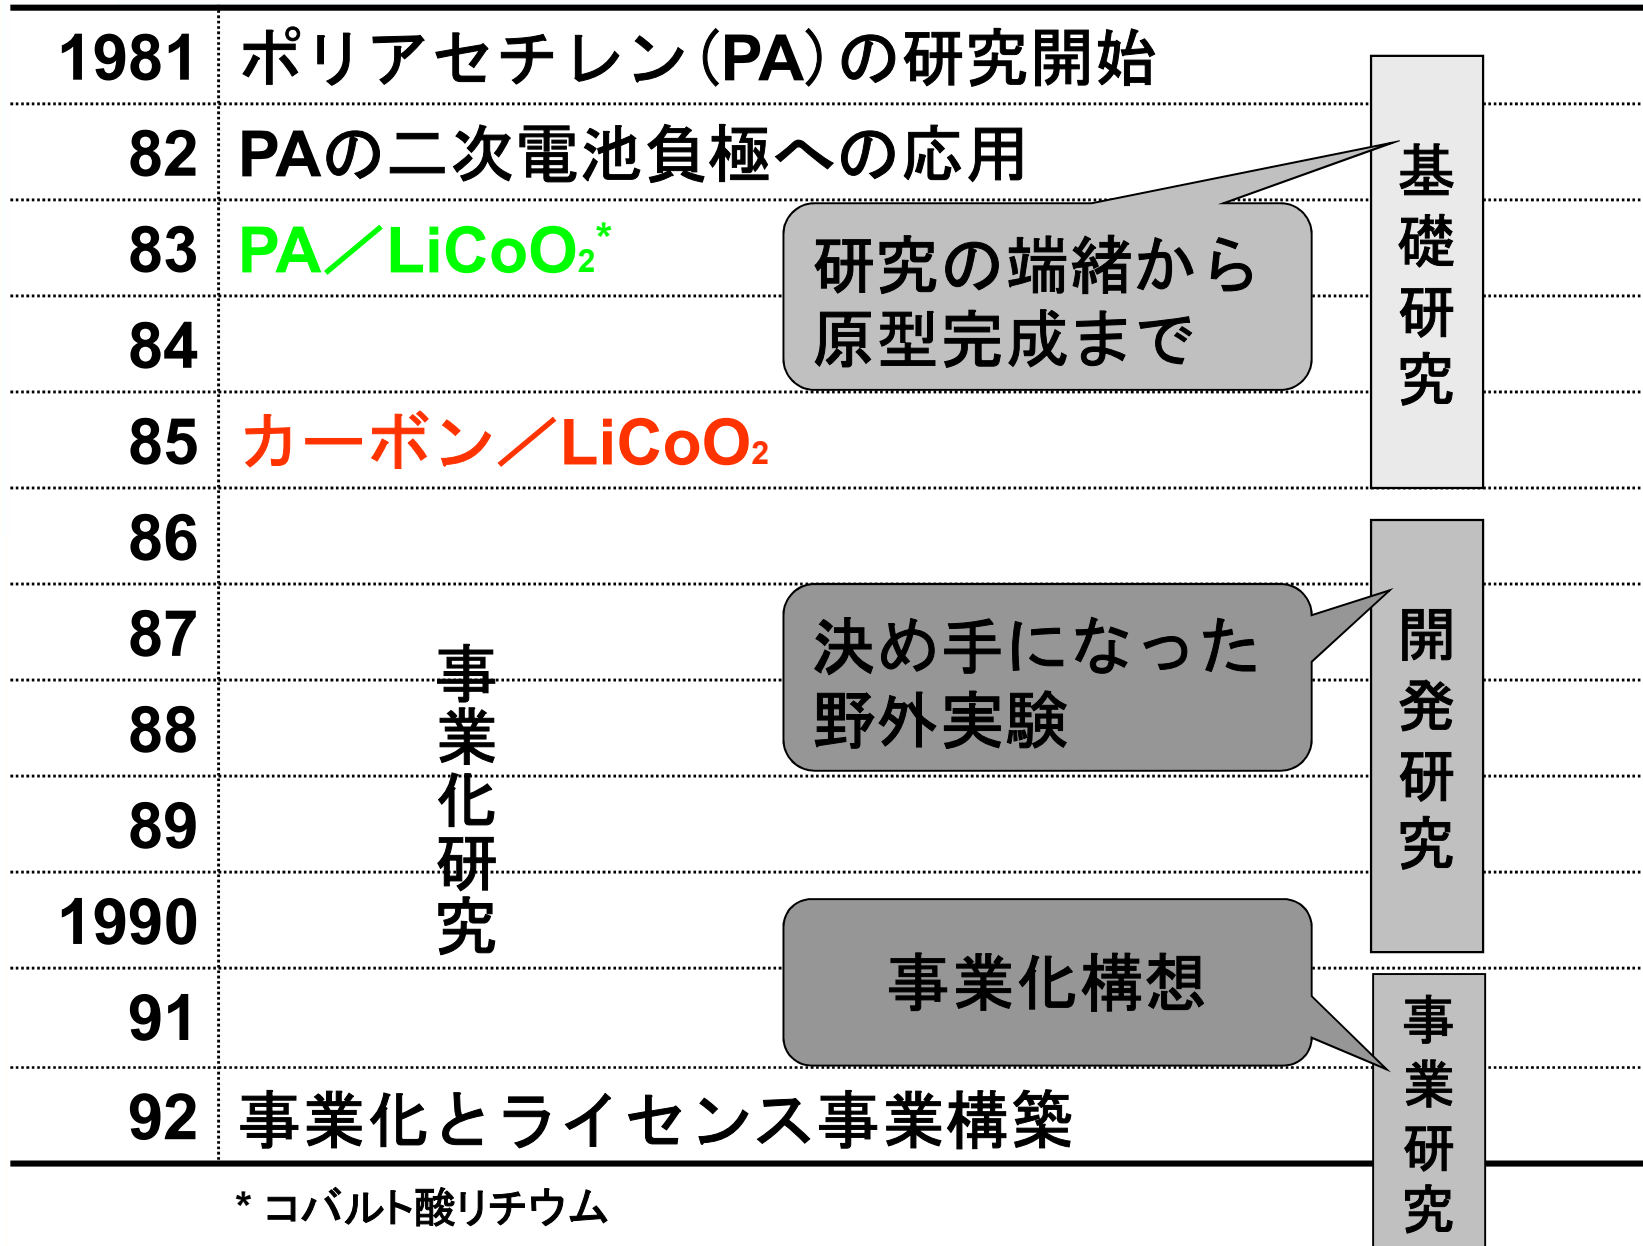 1981 ポリアセチレン(PA)の研究開始
82 PAの二次電池負極への応用
83 PA／LiCoO₂*
84
85 カーボン／LiCoO₂
86
87
88
89
1990
91
92 事業化とライセンス事業構築
事業化研究
研究の端緒から
原型完成まで
決め手になった
野外実験
事業化構想
基礎研究
開発研究
事業研究
* コバルト酸リチウム